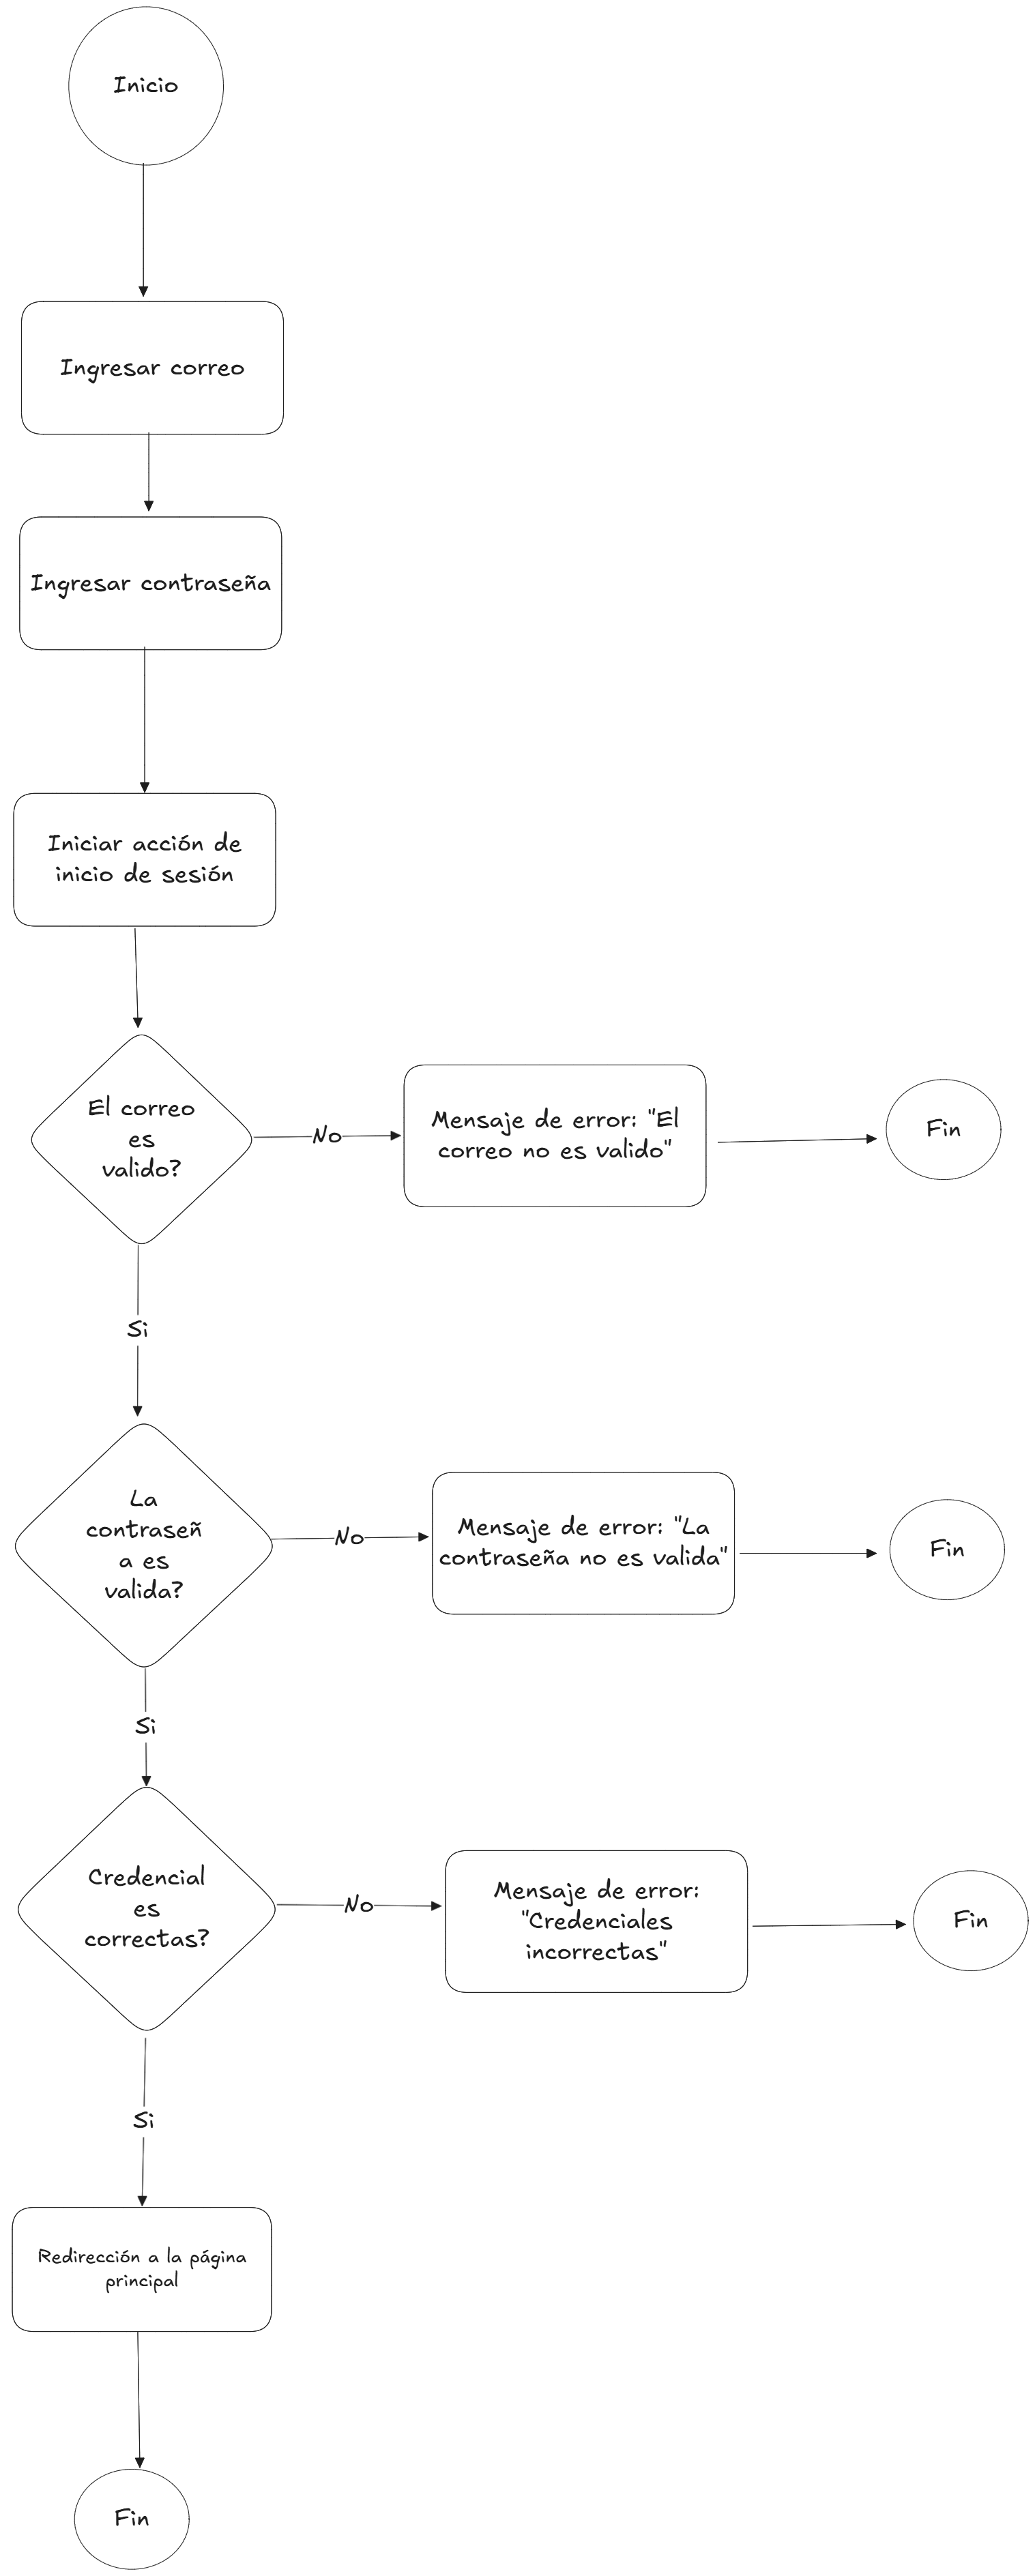 Inicio
Ingresar correo
Ingresar contraseña
Iniciar acción de
inicio de sesión
El correo
es
valido?
No
Mensaje de error: "El
correo no es valido"
Fin
Si
La
contraseñ
a es
valida?
No
Mensaje de error: "La
contraseña no es valida"
Fin
Si
Credencial
es
correctas?
No
Mensaje de error:
"Credenciales
incorrectas"
Fin
Si
Redirección a la página
principal
Fin